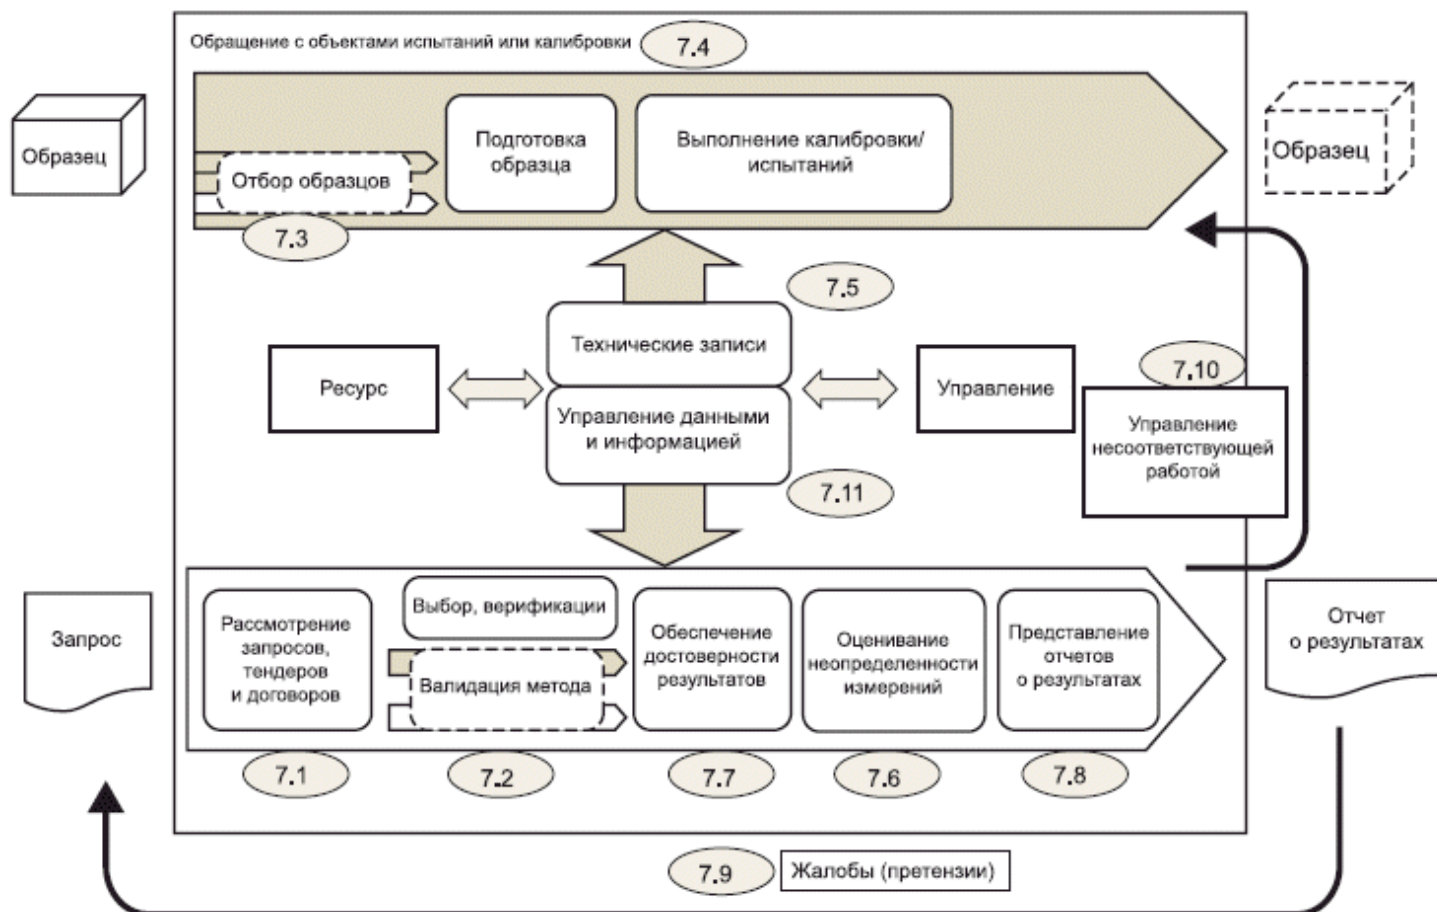 Обращение с объектами испытаний или калибровки
7.4
Образец
Отбор образцов
7.3
Подготовка
образца
Выполнение калибровки/
испытаний
Образец
7.5
Технические записи
Ресурс
Управление данными
и информацией
7.11
Управление
7.10
Управление
несоответствующей
работой
Запрос
Рассмотрение
запросов,
тендеров
и договоров
7.1
Выбор, верификации
Валидация метода
7.2
Обеспечение
достоверности
результатов
7.7
Оценивание
неопределенности
измерений
7.6
Представление
отчетов
о результатах
7.8
Отчет
о результатах
7.9
Жалобы (претензии)